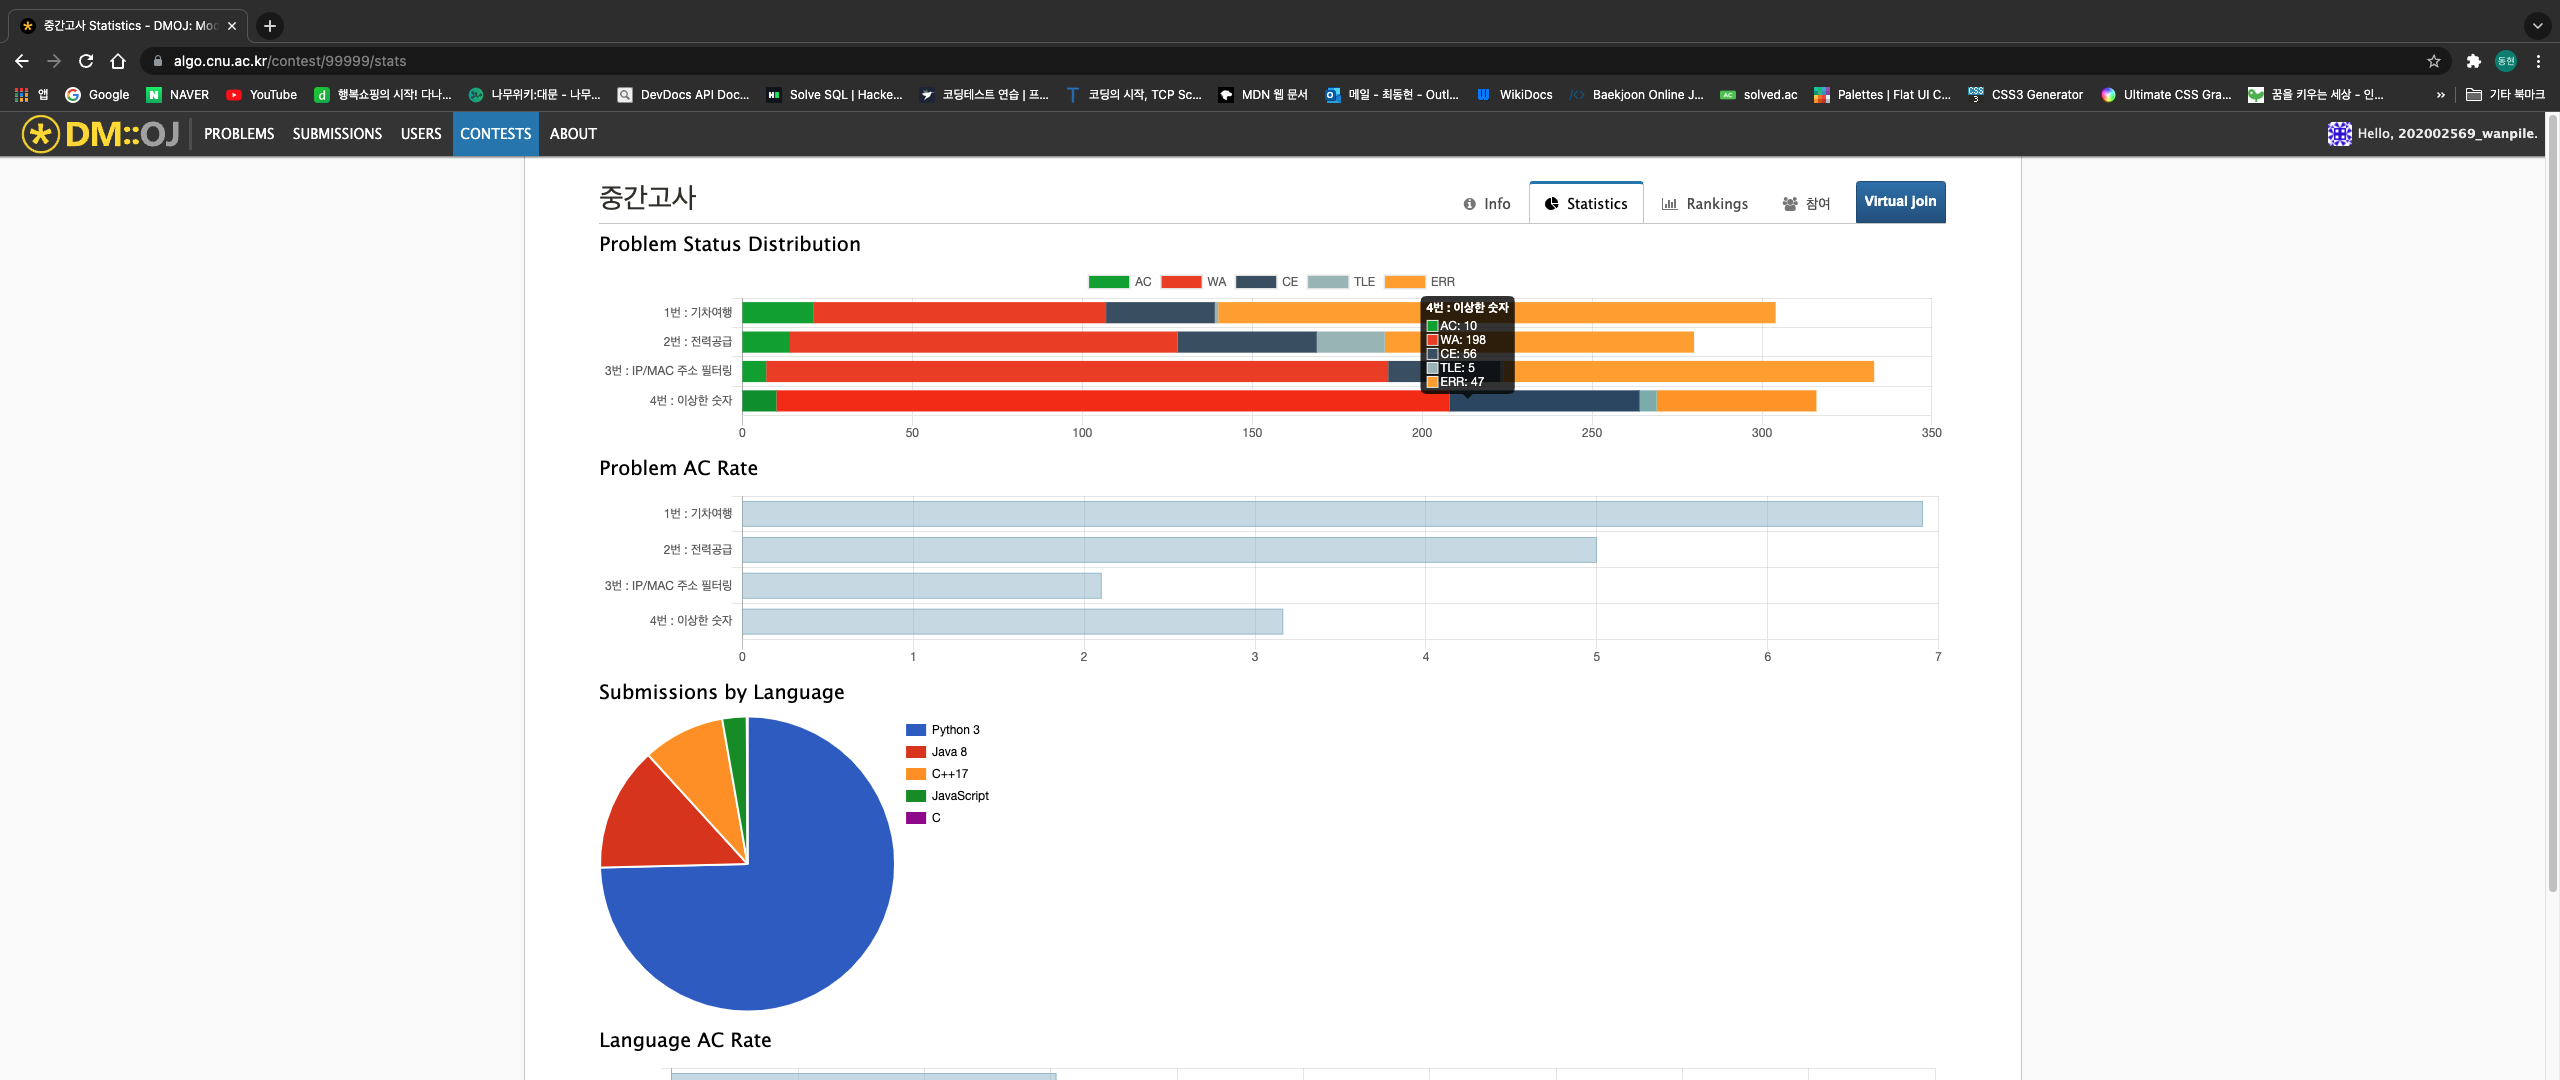 중간고사 Statistics - DMOJ: Moc
algo.cnu.ac.kr/contest/99999/stats
동현
앱 Google NAVER YouTube 행복쇼핑의 시작! 다나... 나무위키:대문 - 나무... DevDocs API Doc... Solve SQL | Hacke... 코딩테스트 연습 | 프... 코딩의 시작, TCP Sc... MDN 웹 문서 메일 - 최동현 - Outl... WikiDocs Baekjoon Online J... solved.ac Palettes | Flat UI C... CSS3 Generator Ultimate CSS Gra... 꿈을 키우는 세상 - 인... » 기타 북마크
DM::OJ PROBLEMS SUBMISSIONS USERS CONTESTS ABOUT Hello, 202002569_wanpile.
중간고사
Info Statistics Rankings 참여 Virtual join
Problem Status Distribution
AC WA CE TLE ERR
1번 : 기차여행
2번 : 전력공급
3번 : IP/MAC 주소 필터링
4번 : 이상한 숫자
4번 : 이상한 숫자
AC: 10
WA: 198
CE: 56
TLE: 5
ERR: 47
0 50 100 150 200 250 300 350
Problem AC Rate
1번 : 기차여행
2번 : 전력공급
3번 : IP/MAC 주소 필터링
4번 : 이상한 숫자
0 1 2 3 4 5 6 7
Submissions by Language
Python 3
Java 8
C++17
JavaScript
C
Language AC Rate